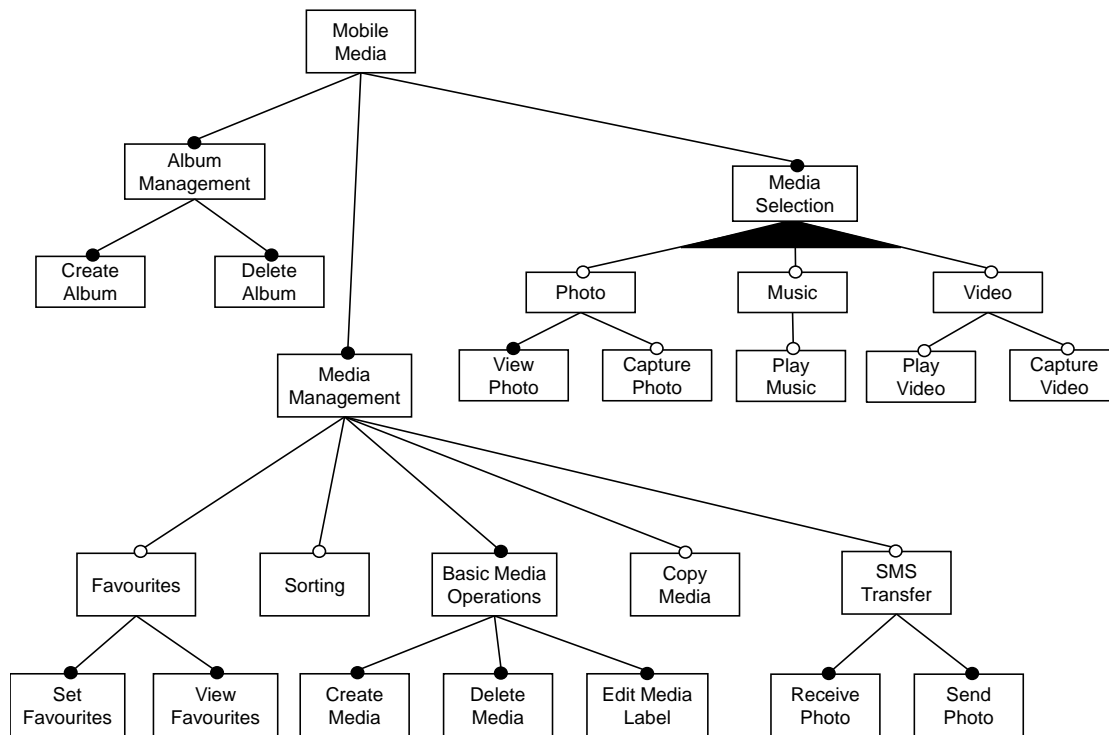 Mobile
Media
Album
Management
Media
Selection
Create
Album
Delete
Album
Photo
Music
Video
View
Photo
Capture
Photo
Play
Music
Play
Video
Capture
Video
Media
Management
Favourites
Sorting
Basic Media
Operations
Copy
Media
SMS
Transfer
Set
Favourites
View
Favourites
Create
Media
Delete
Media
Edit Media
Label
Receive
Photo
Send
Photo